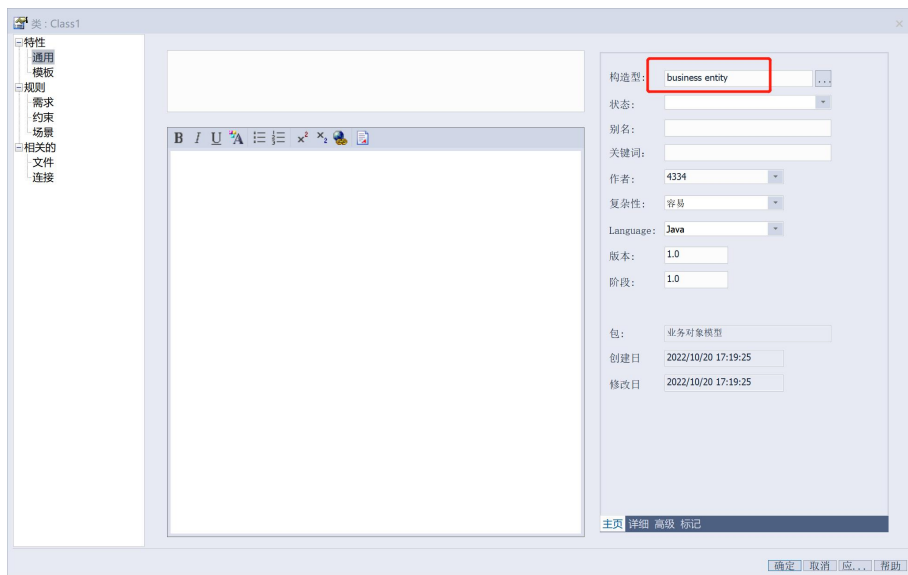 类 : Class1
特性
通用
模板
规则
需求
约束
场景
相关的
文件
连接
B I U A x² ×₂
构造型: business entity ...
状态:
别名:
关键词:
作者: 4334
复杂性: 容易
Language: Java
版本: 1.0
阶段: 1.0
包: 业务对象模型
创建日 2022/10/20 17:19:25
修改日 2022/10/20 17:19:25
主页 详细 高级 标记
确定 取消 应... 帮助